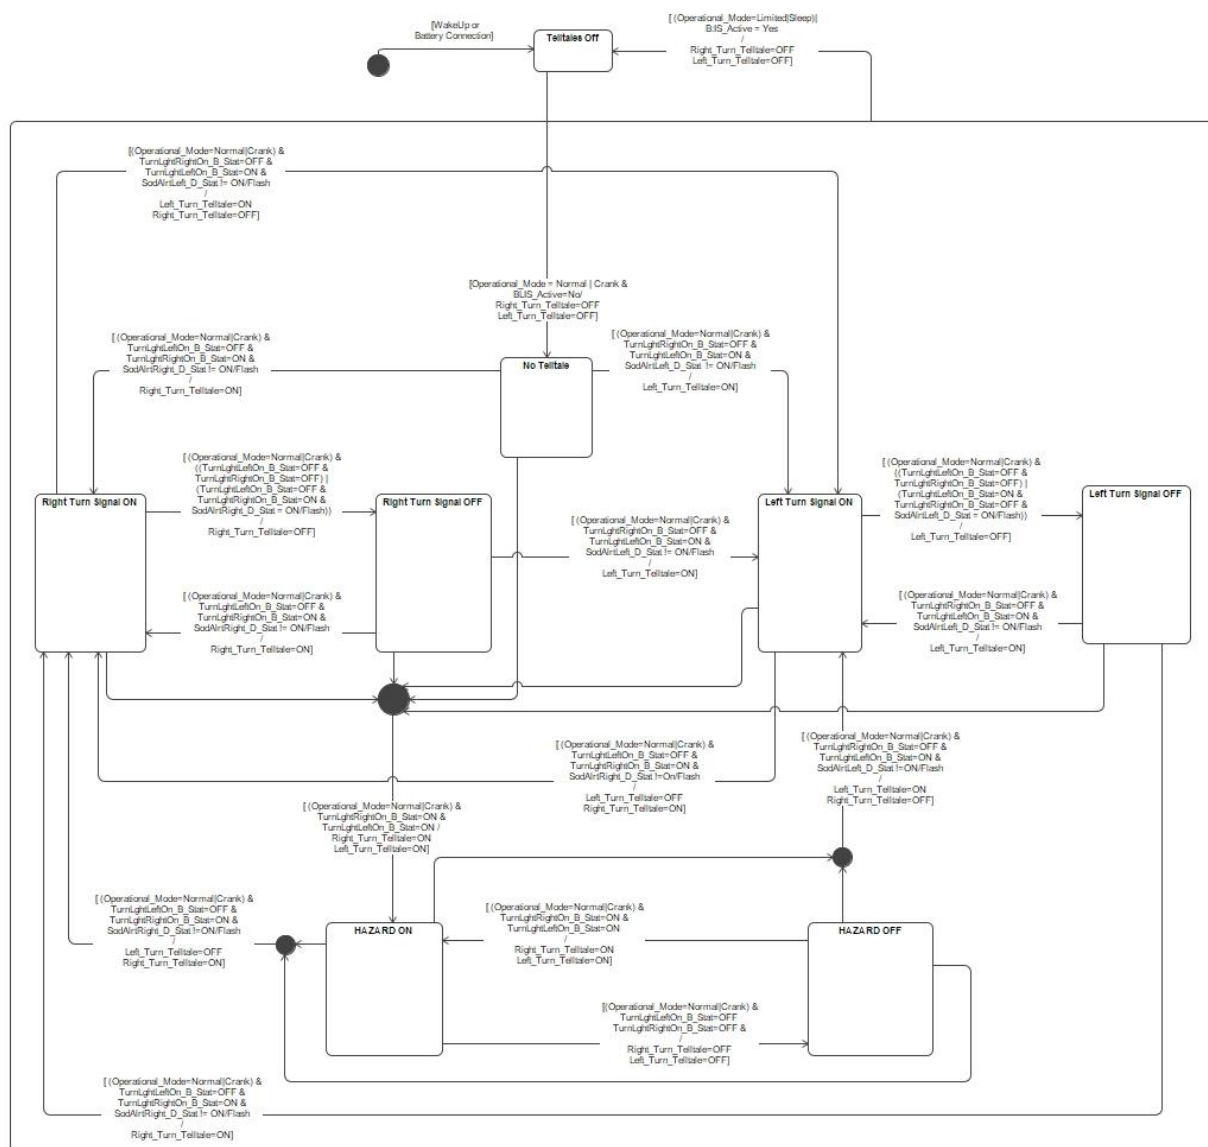 [WakeUp or
Battery Connection]
Telltales Off
[ (Operational_Mode=Limited|Sleep)|
BLIS_Active = Yes
/
Right_Turn_Telltale=OFF
Left_Turn_Telltale=OFF]
[(Operational_Mode=Normal|Crank) &
TurnLghtRightOn_B_Stat=OFF &
TurnLghtLeftOn_B_Stat=ON &
SodAlrtLeft_D_Stat != ON/Flash
/
Left_Turn_Telltale=ON
Right_Turn_Telltale=OFF]
[Operational_Mode = Normal | Crank &
BLIS_Active=No/
Right_Turn_Telltale=OFF
Left_Turn_Telltale=OFF]
[ (Operational_Mode=Normal|Crank) &
TurnLghtLeftOn_B_Stat=OFF &
TurnLghtRightOn_B_Stat=ON &
SodAlrtRight_D_Stat != ON/Flash
/
Right_Turn_Telltale=ON]
No Telltale
[ (Operational_Mode=Normal|Crank) &
TurnLghtRightOn_B_Stat=OFF &
TurnLghtLeftOn_B_Stat=ON &
SodAlrtLeft_D_Stat != ON/Flash
/
Left_Turn_Telltale=ON]
Right Turn Signal ON
[ (Operational_Mode=Normal|Crank) &
((TurnLghtLeftOn_B_Stat=OFF &
TurnLghtRightOn_B_Stat=OFF) |
(TurnLghtLeftOn_B_Stat=OFF &
TurnLghtRightOn_B_Stat=ON &
SodAlrtRight_D_Stat = ON/Flash))
/
Right_Turn_Telltale=OFF]
Right Turn Signal OFF
[ (Operational_Mode=Normal|Crank) &
TurnLghtRightOn_B_Stat=OFF &
TurnLghtLeftOn_B_Stat=ON &
SodAlrtLeft_D_Stat != ON/Flash
/
Left_Turn_Telltale=ON]
Left Turn Signal ON
[ (Operational_Mode=Normal|Crank) &
((TurnLghtLeftOn_B_Stat=OFF &
TurnLghtRightOn_B_Stat=OFF) |
(TurnLghtLeftOn_B_Stat=ON &
TurnLghtRightOn_B_Stat=OFF &
SodAlrtLeft_D_Stat = ON/Flash))
/
Left_Turn_Telltale=OFF]
Left Turn Signal OFF
[ (Operational_Mode=Normal|Crank) &
TurnLghtLeftOn_B_Stat=OFF &
TurnLghtRightOn_B_Stat=ON &
SodAlrtRight_D_Stat != ON/Flash
/
Right_Turn_Telltale=ON]
[ (Operational_Mode=Normal|Crank) &
TurnLghtRightOn_B_Stat=OFF &
TurnLghtLeftOn_B_Stat=ON &
SodAlrtLeft_D_Stat != ON/Flash
/
Left_Turn_Telltale=ON]
[ (Operational_Mode=Normal|Crank) &
TurnLghtLeftOn_B_Stat=OFF &
TurnLghtRightOn_B_Stat=ON &
SodAlrtRight_D_Stat !=On/Flash
/
Left_Turn_Telltale=OFF
Right_Turn_Telltale=ON]
[ (Operational_Mode=Normal|Crank) &
TurnLghtRightOn_B_Stat=OFF &
TurnLghtLeftOn_B_Stat=ON &
SodAlrtLeft_D_Stat !=ON/Flash
/
Left_Turn_Telltale=ON
Right_Turn_Telltale=OFF]
[ (Operational_Mode=Normal|Crank) &
TurnLghtRightOn_B_Stat=ON &
TurnLghtLeftOn_B_Stat=ON /
Right_Turn_Telltale=ON
Left_Turn_Telltale=ON]
[ (Operational_Mode=Normal|Crank) &
TurnLghtLeftOn_B_Stat=OFF &
TurnLghtRightOn_B_Stat=ON &
SodAlrtRight_D_Stat !=ON/Flash
/
Left_Turn_Telltale=OFF
Right_Turn_Telltale=ON]
HAZARD ON
[ (Operational_Mode=Normal|Crank) &
TurnLghtRightOn_B_Stat=ON &
TurnLghtLeftOn_B_Stat=ON
/
Right_Turn_Telltale=ON
Left_Turn_Telltale=ON]
HAZARD OFF
[(Operational_Mode=Normal|Crank) &
TurnLghtLeftOn_B_Stat=OFF
TurnLghtRightOn_B_Stat=OFF &
/
Right_Turn_Telltale=OFF
Left_Turn_Telltale=OFF]
[ (Operational_Mode=Normal|Crank) &
TurnLghtLeftOn_B_Stat=OFF &
TurnLghtRightOn_B_Stat=ON &
SodAlrtRight_D_Stat != ON/Flash
/
Right_Turn_Telltale=ON]